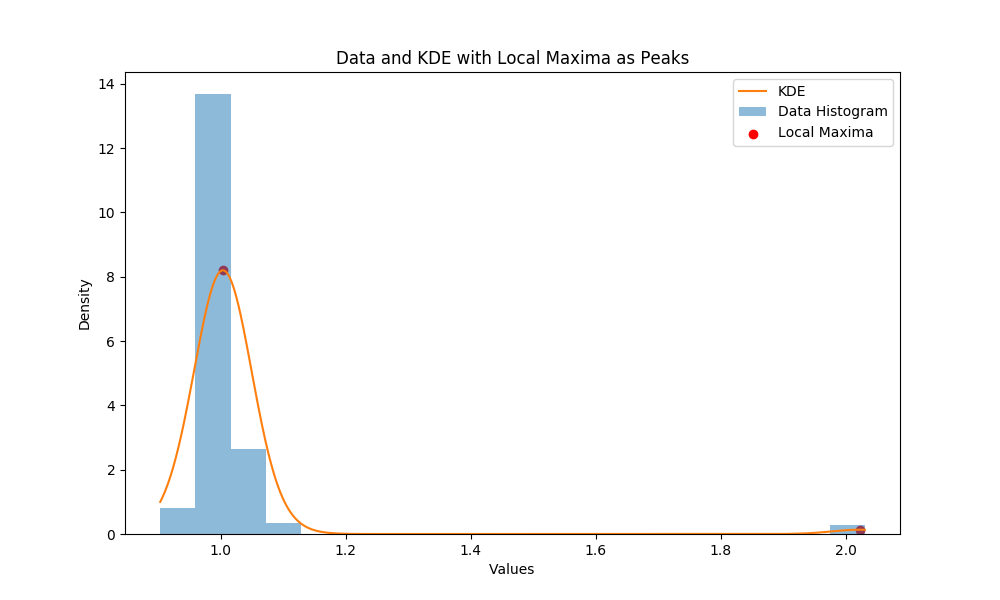 Data and KDE with Local Maxima as Peaks
14
12
10
8
6
4
2
0
Density
1.0 1.2 1.4 1.6 1.8 2.0
Values
KDE
Data Histogram
Local Maxima